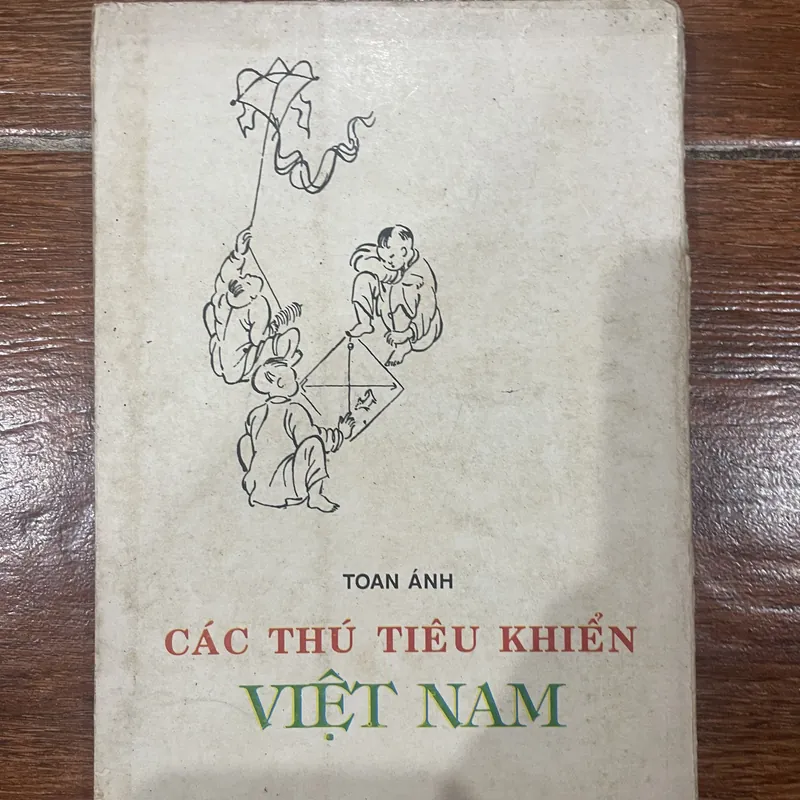 TOAN ÁNH
CÁC THÚ TIÊU KHIỂN
VIỆT NAM